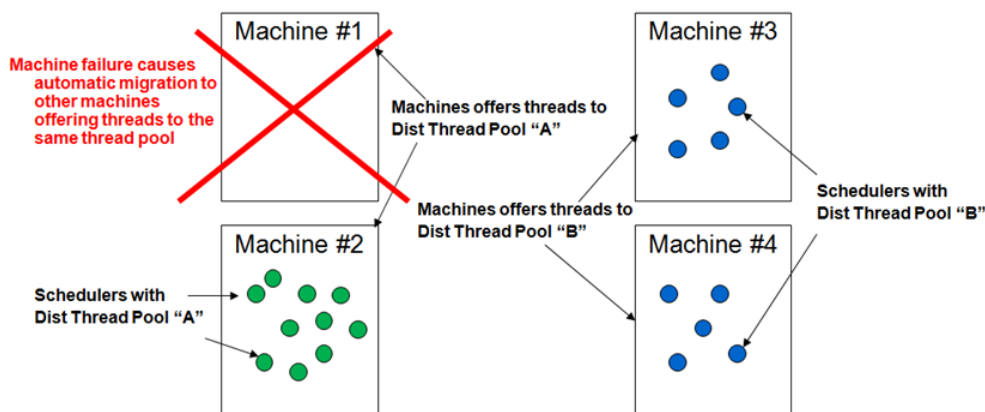 Machine #1
Machine failure causes
automatic migration to
other machines
offering threads to the
same thread pool
Machines offers threads to
Dist Thread Pool “A”
Machine #3
Machine #2
Schedulers with
Dist Thread Pool “A”
Machines offers threads to
Dist Thread Pool “B”
Schedulers with
Dist Thread Pool “B”
Machine #4